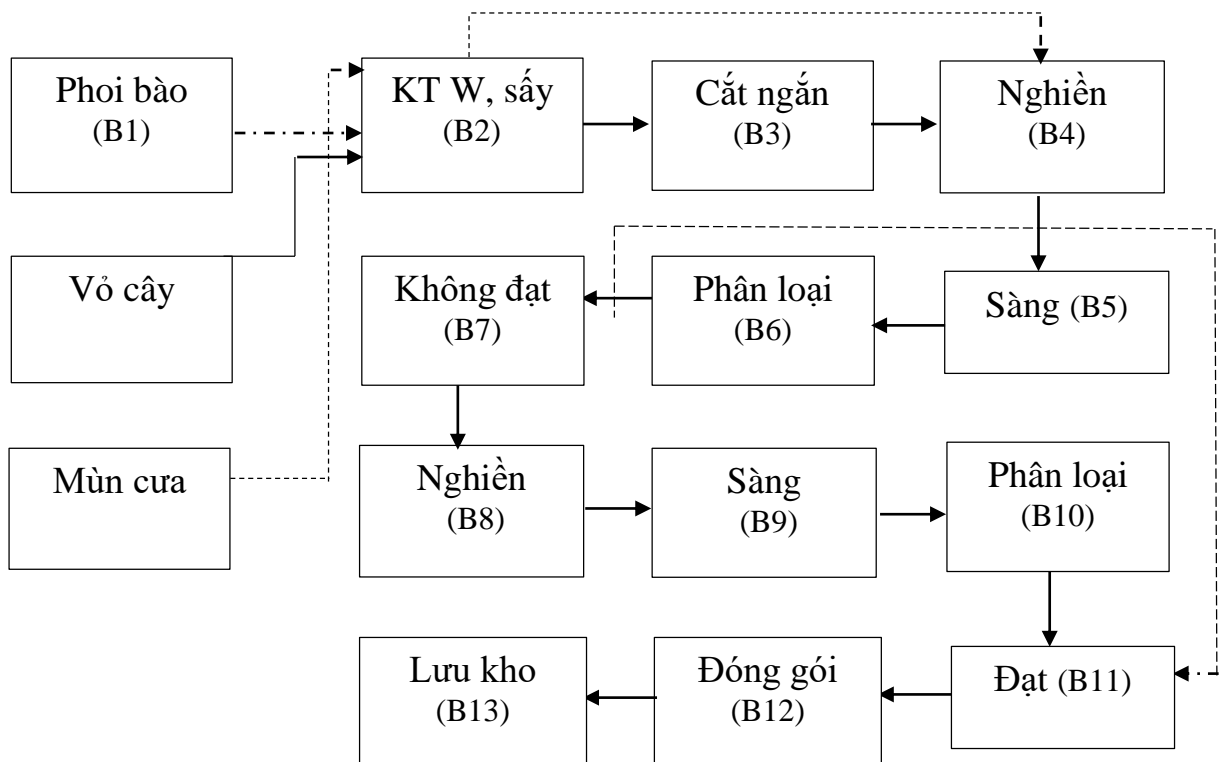 Phoi bào
(B1)
KT W, sấy
(B2)
Cắt ngắn
(B3)
Nghiền
(B4)
Vỏ cây
Không đạt
(B7)
Phân loại
(B6)
Sàng (B5)
Mùn cưa
Nghiền
(B8)
Sàng
(B9)
Phân loại
(B10)
Lưu kho
(B13)
Đóng gói
(B12)
Đạt (B11)